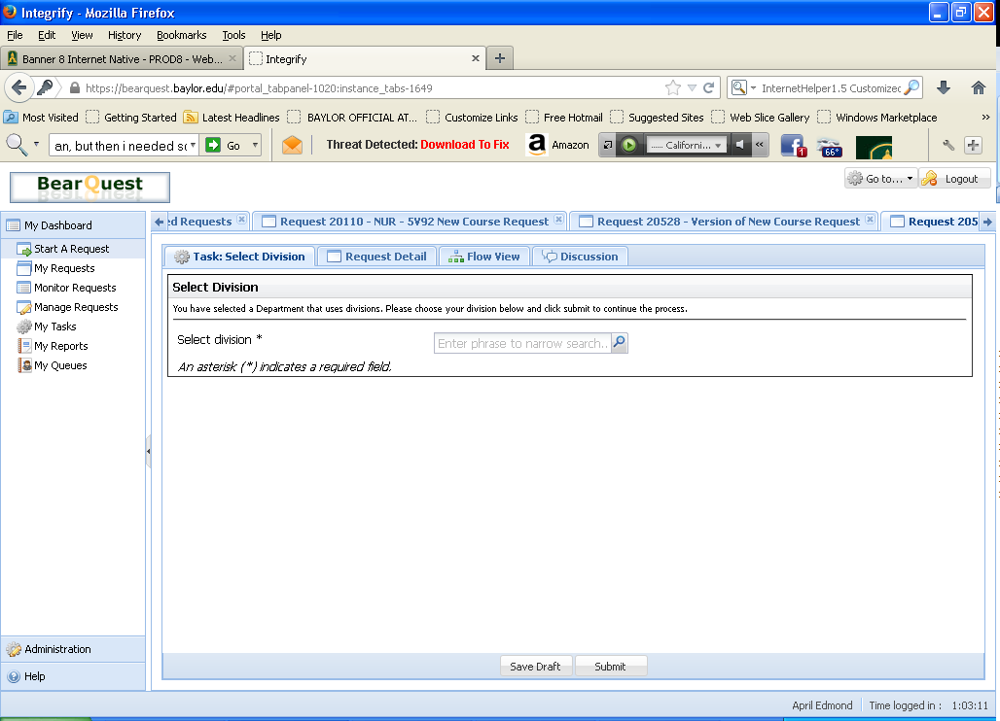 Integrify - Mozilla Firefox
File Edit View History Bookmarks Tools Help
Banner 8 Internet Native - PROD8 - Web... Integrify
https://bearquest.baylor.edu/#portal_tabpanel-1020:instance_tabs-1649 InternetHelper1.5 Customizec
Most Visited Getting Started Latest Headlines BAYLOR OFFICIAL AT... Customize Links Free Hotmail Suggested Sites Web Slice Gallery Windows Marketplace »
an, but then i needed sc Go Threat Detected: Download To Fix a Amazon ..... Californi... « 1 66°
BearQuest Go to... Logout
My Dashboard
ed Requests Request 20110 - NUR - 5V92 New Course Request Request 20528 - Version of New Course Request Request 205
Start A Request
My Requests
Monitor Requests
Manage Requests
My Tasks
My Reports
My Queues
Task: Select Division Request Detail Flow View Discussion
Select Division
You have selected a Department that uses divisions. Please choose your division below and click submit to continue the process.
Select division * Enter phrase to narrow search..
An asterisk (*) indicates a required field.
Administration
Help
Save Draft Submit
April Edmond Time logged in : 1:03:11